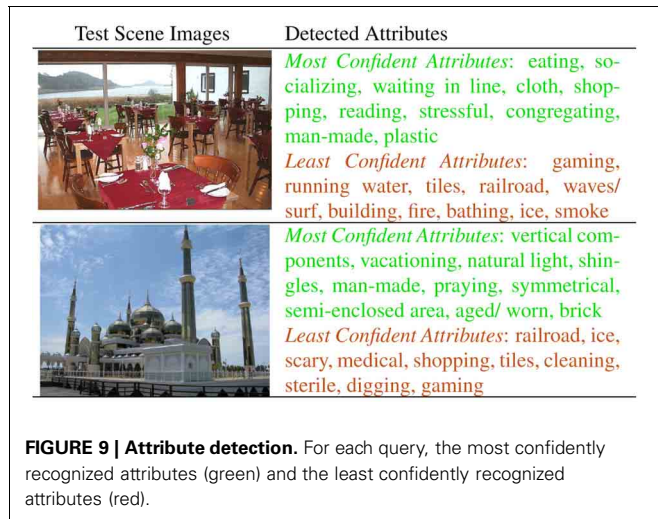 Test Scene Images Detected Attributes
Most Confident Attributes: eating, so-
cializing, waiting in line, cloth, shop-
ping, reading, stressful, congregating,
man-made, plastic
Least Confident Attributes: gaming,
running water, tiles, railroad, waves/
surf, building, fire, bathing, ice, smoke
Most Confident Attributes: vertical com-
ponents, vacationing, natural light, shin-
gles, man-made, praying, symmetrical,
semi-enclosed area, aged/ worn, brick
Least Confident Attributes: railroad, ice,
scary, medical, shopping, tiles, cleaning,
sterile, digging, gaming
FIGURE 9 | Attribute detection. For each query, the most confidently
recognized attributes (green) and the least confidently recognized
attributes (red).